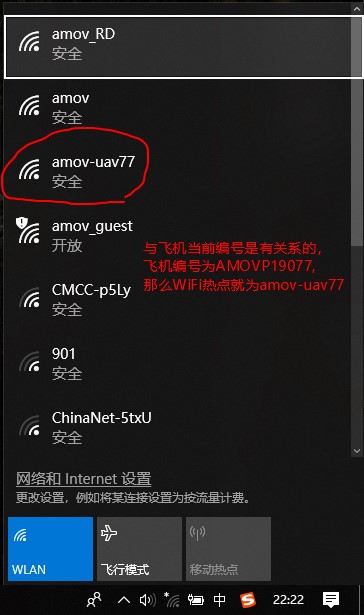 amov_RD
安全
amov
安全
amov-uav77
安全
amov_guest
开放
与飞机当前编号是有关系的，
飞机编号为AMOVP19077，
那么WiFi热点就为amov-uav77
CMCC-p5Ly
安全
901
安全
ChinaNet-5txU
安全
网络和 Internet 设置
更改设置，例如将某连接设置为按流量计费。
WLAN
飞行模式
移动热点
中
S
22:22